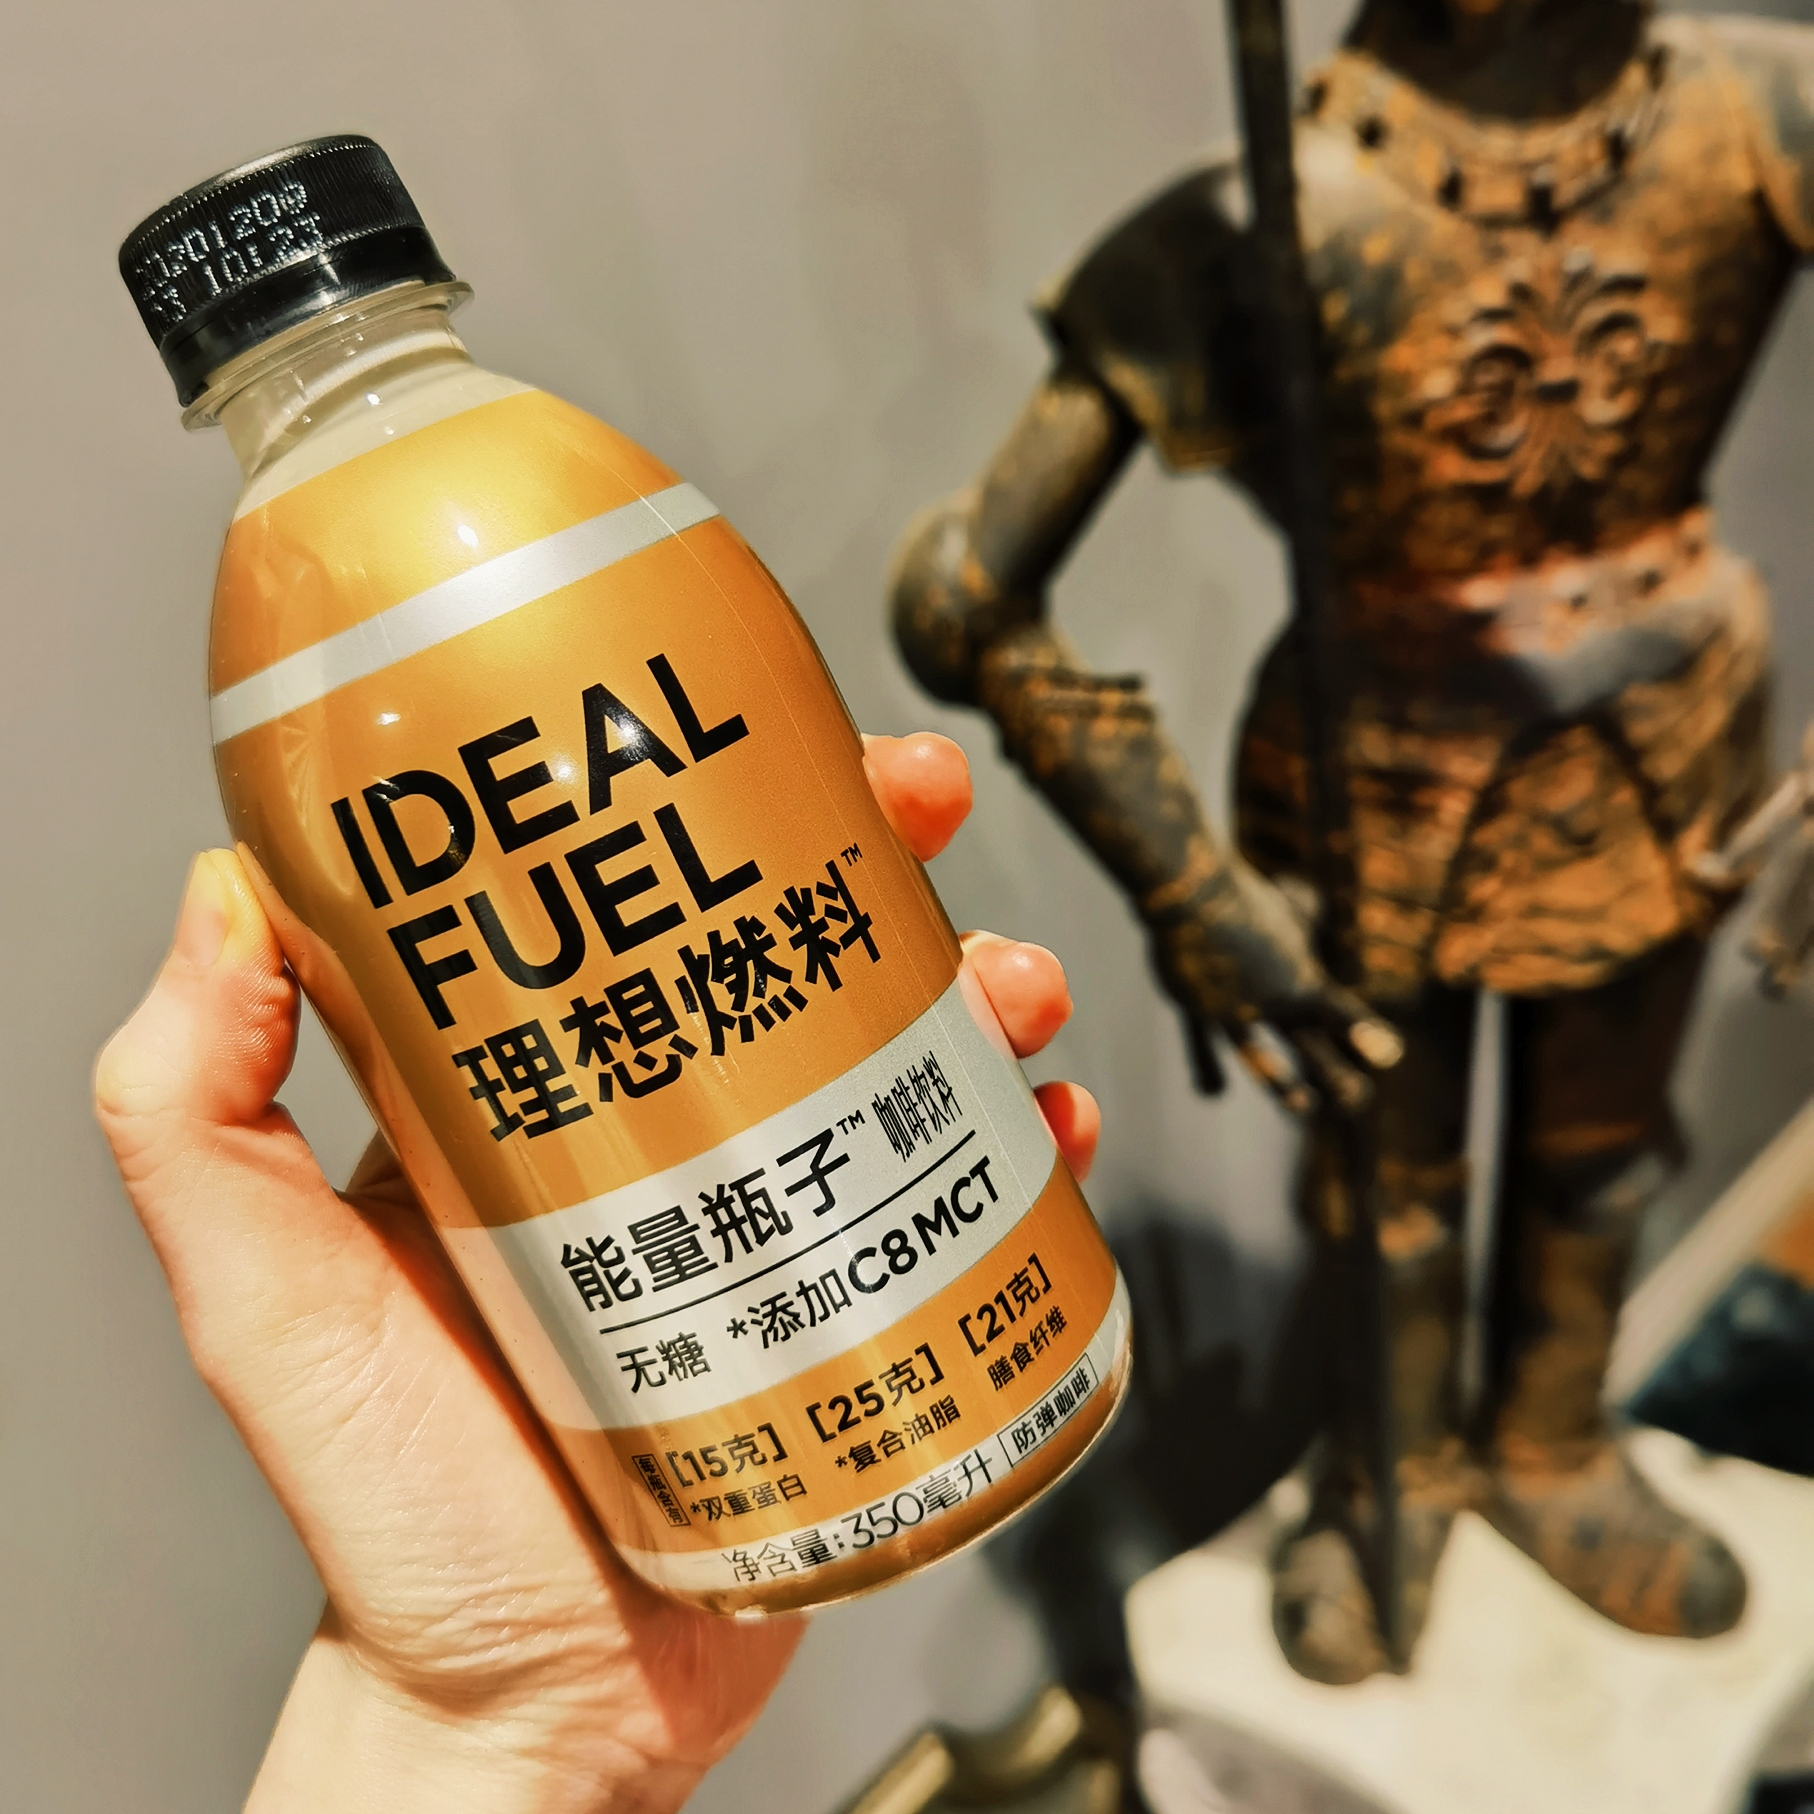 IDEAL
FUEL
理想燃料™
能量瓶子™ 咖啡饮料
无糖 *添加C8 MCT
每瓶含有 [15克] [25克] [21克]
*双重蛋白 *复合油脂 膳食纤维
净含量:350毫升 防弹咖啡